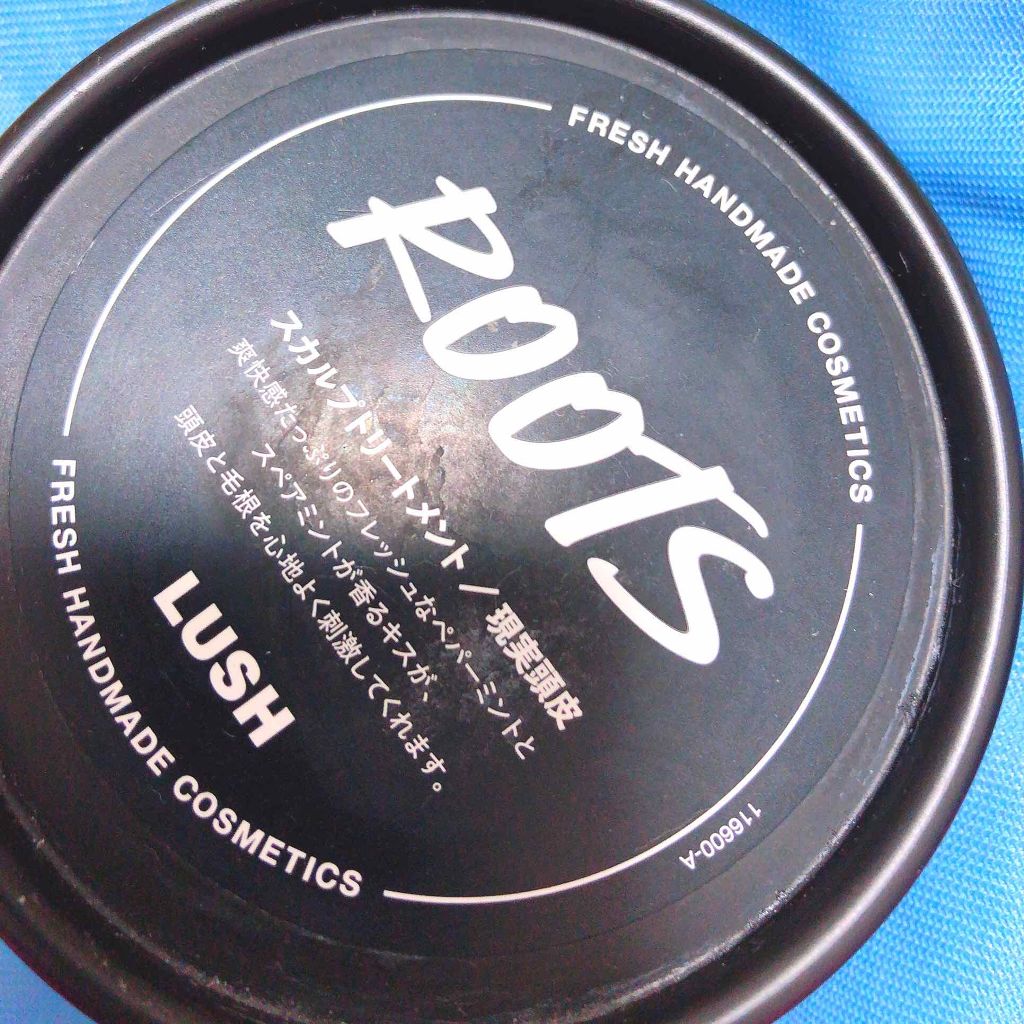 FRESH HANDMADE COSMETICS
ROOTS
スカルプトリートメント / 現実頭皮
爽快感たっぷりのフレッシュなペパーミントと
スペアミントが香るキスが、
頭皮と毛根を心地よく刺激してくれます。
LUSH
FRESH HANDMADE COSMETICS
116600-A